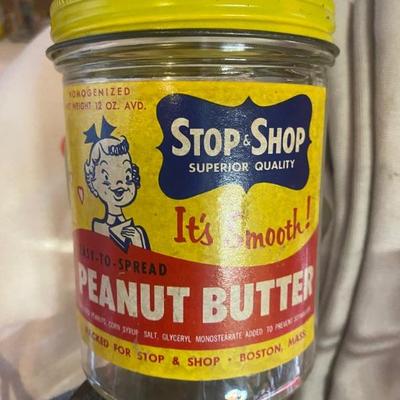 HOMOGENIZED
WEIGHT 12 OZ. AVD.
STOP & SHOP
SUPERIOR QUALITY
It's Smooth!
EASY-TO-SPREAD
PEANUT BUTTER
PEANUTS, CORN SYRUP, SALT, GLYCERYL MONOSTEARATE ADDED TO PREVENT
PACKED FOR STOP & SHOP • BOSTON, MASS.